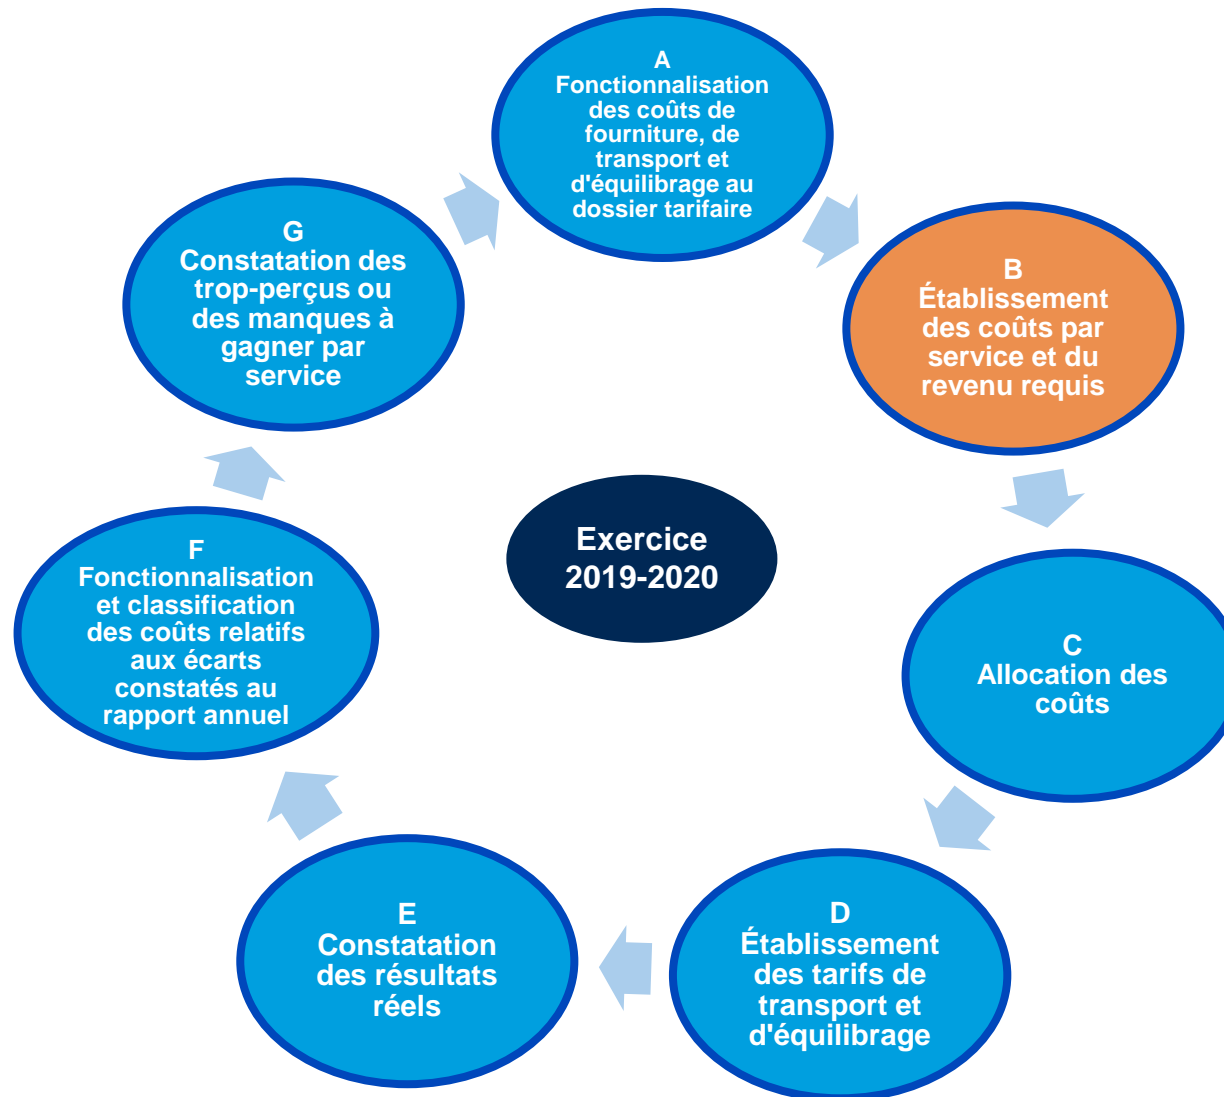 A
Fonctionnalisation
des coûts de
fourniture, de
transport et
d'équilibrage au
dossier tarifaire
B
Établissement
des coûts par
service et du
revenu requis
C
Allocation des
coûts
D
Établissement
des tarifs de
transport et
d'équilibrage
E
Constatation
des résultats
réels
F
Fonctionnalisation
et classification
des coûts relatifs
aux écarts
constatés au
rapport annuel
G
Constatation des
trop-perçus ou
des manques à
gagner par
service
Exercice
2019-2020